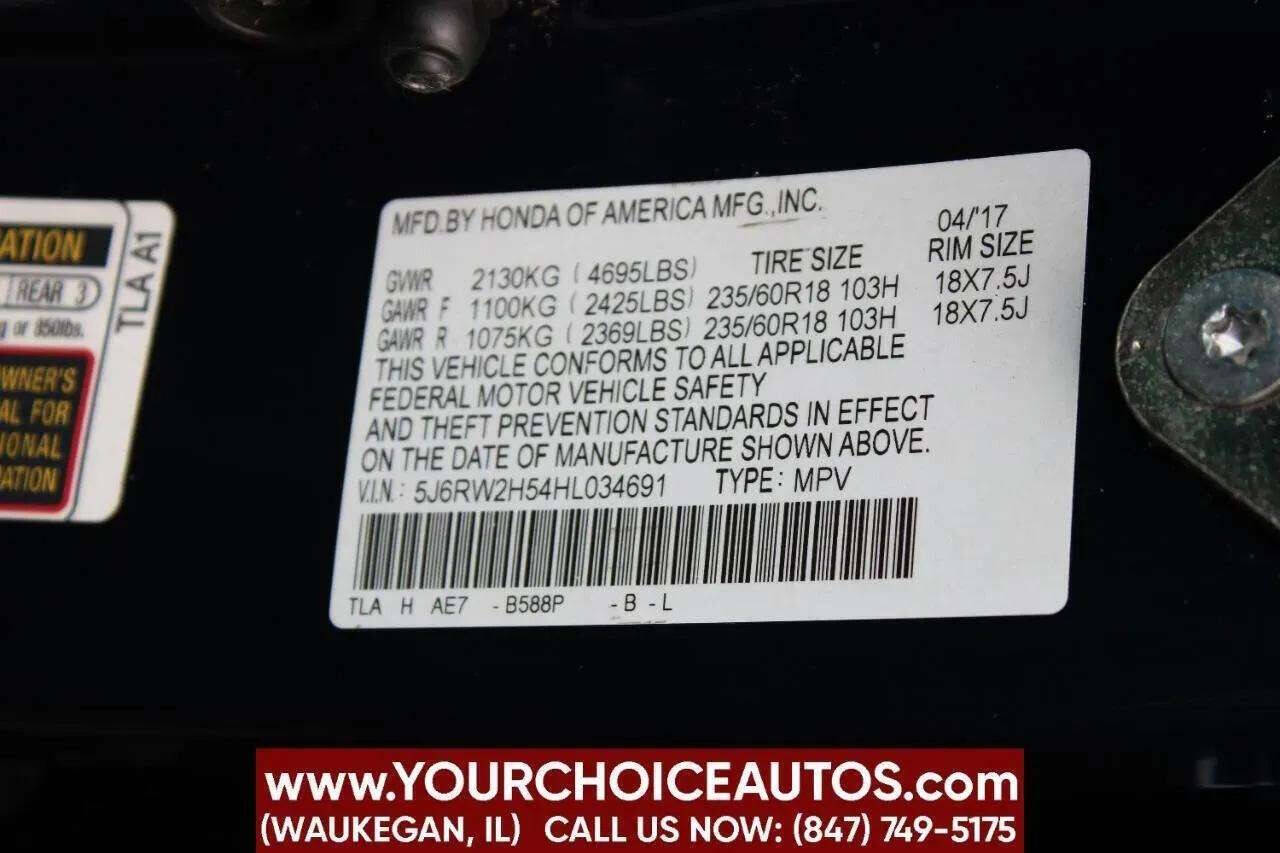 ATION
REAR 3
g or 850lbs.
OWNER'S
AL FOR
IONAL
ATION
TLA A1
MFD.BY HONDA OF AMERICA MFG.,INC. 04/'17
GVWR 2130KG (4695LBS) TIRE SIZE RIM SIZE
GAWR F 1100KG (2425LBS) 235/60R18 103H 18X7.5J
GAWR R 1075KG (2369LBS) 235/60R18 103H 18X7.5J
THIS VEHICLE CONFORMS TO ALL APPLICABLE
FEDERAL MOTOR VEHICLE SAFETY
AND THEFT PREVENTION STANDARDS IN EFFECT
ON THE DATE OF MANUFACTURE SHOWN ABOVE.
V.I.N.: 5J6RW2H54HL034691 TYPE: MPV
TLA H AE7 -B588P -B -L
www.YOURCHOICEAUTOS.com
(WAUKEGAN, IL) CALL US NOW: (847) 749-5175